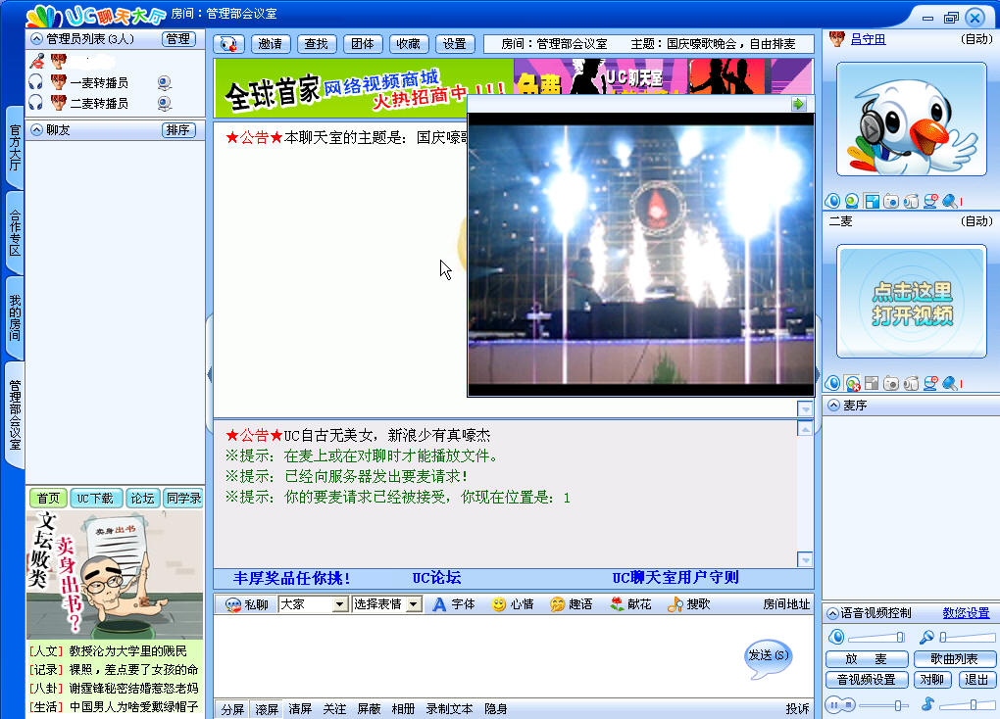 UC聊天大厅 房间：管理部会议室
管理员列表(3人) 管理
一麦转播员
二麦转播员
聊友 排序
官方大厅
合作专区
我的房间
管理部会议室
首页 UC下载 论坛 同学录
文坛败类
卖身出书?
卖身出书
[人文] 教授沦为大学里的贱民
[记录] 裸照，差点要了女孩的命
[八卦] 谢霆锋秘密结婚惹怒老妈
[生活] 中国男人为啥爱戴绿帽子
邀请 查找 团体 收藏 设置
房间：管理部会议室 主题：国庆嚎歌晚会，自由排麦
全球首家 网络视频商城
火热招商中!!!
免费 UC聊天室
★公告★本聊天室的主题是: 国庆嚎
★公告★UC自古无美女，新浪少有真嚎杰
※提示: 在麦上或在对聊时才能播放文件。
※提示: 已经向服务器发出要麦请求!
※提示: 你的要麦请求已经被接受，你现在位置是: 1
丰厚奖品任你挑! UC论坛 UC聊天室用户守则
私聊 大家 选择表情 字体 心情 趣语 献花 搜歌 房间地址
发送(S)
分屏 滚屏 清屏 关注 屏蔽 相册 录制文本 隐身 投诉
吕守田 (自动)
二麦 (自动)
点击这里
打开视频
麦序
语音视频控制 教您设置
放 麦 歌曲列表
音视频设置 对聊 退出